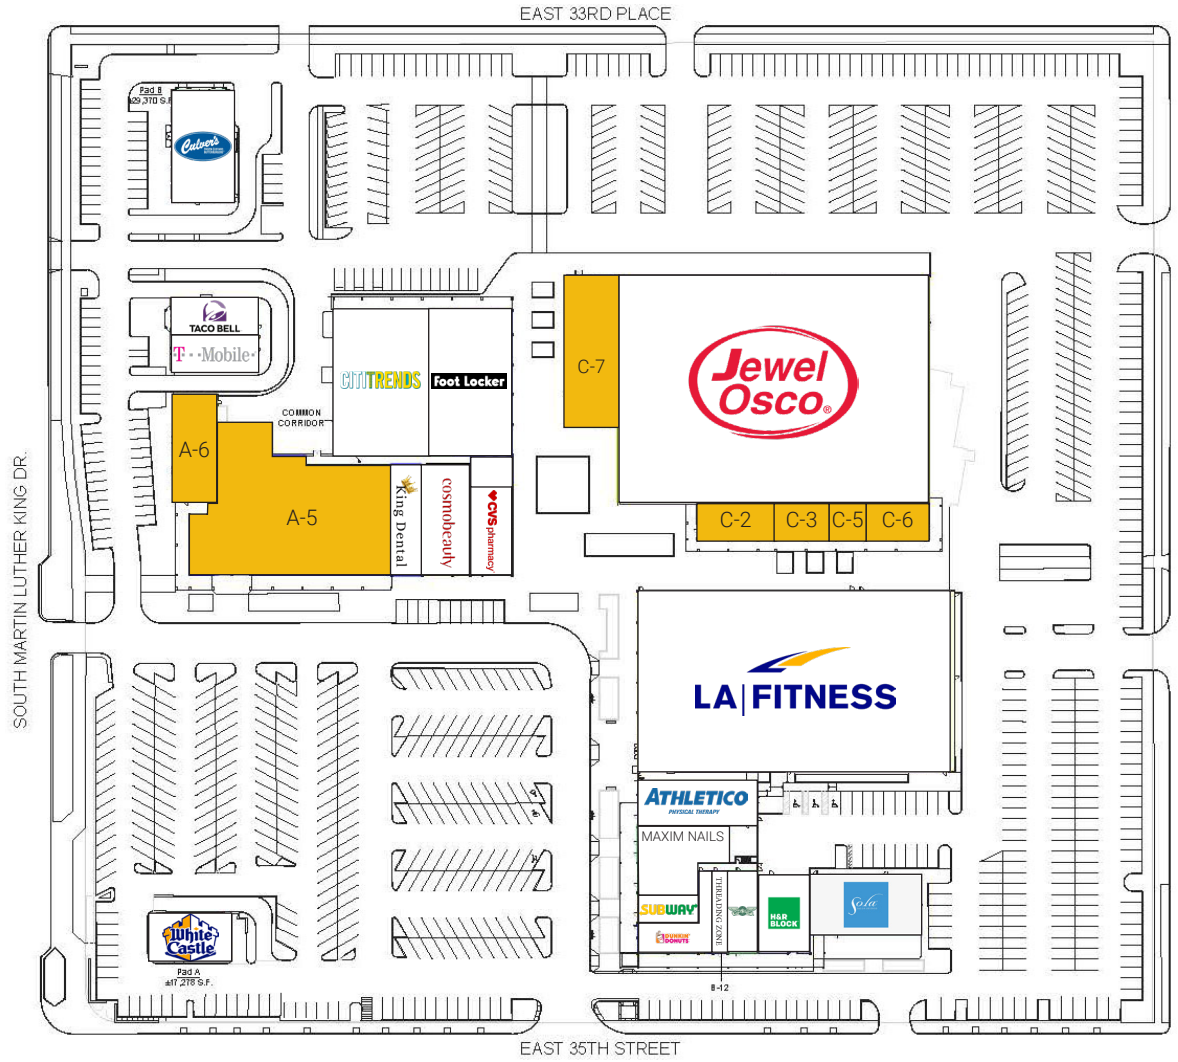 EAST 33RD PLACE
Pad B
±29,370 S.F.
Culver's
TACO BELL
T··Mobile·
CITITRENDS
Foot Locker
COMMON
CORRIDOR
C-7
Jewel
Osco®
A-6
A-5
King Dental
cosmobeauty
CVS pharmacy
C-2
C-3
C-5
C-6
SOUTH MARTIN LUTHER KING DR.
LA|FITNESS
ATHLETICO
PHYSICAL THERAPY
MAXIM NAILS
SUBWAY
DUNKIN'
DONUTS
THREADING ZONE
H&R
BLOCK
Sola
White
Castle
Pad A
±17,278 S.F.
B-12
EAST 35TH STREET